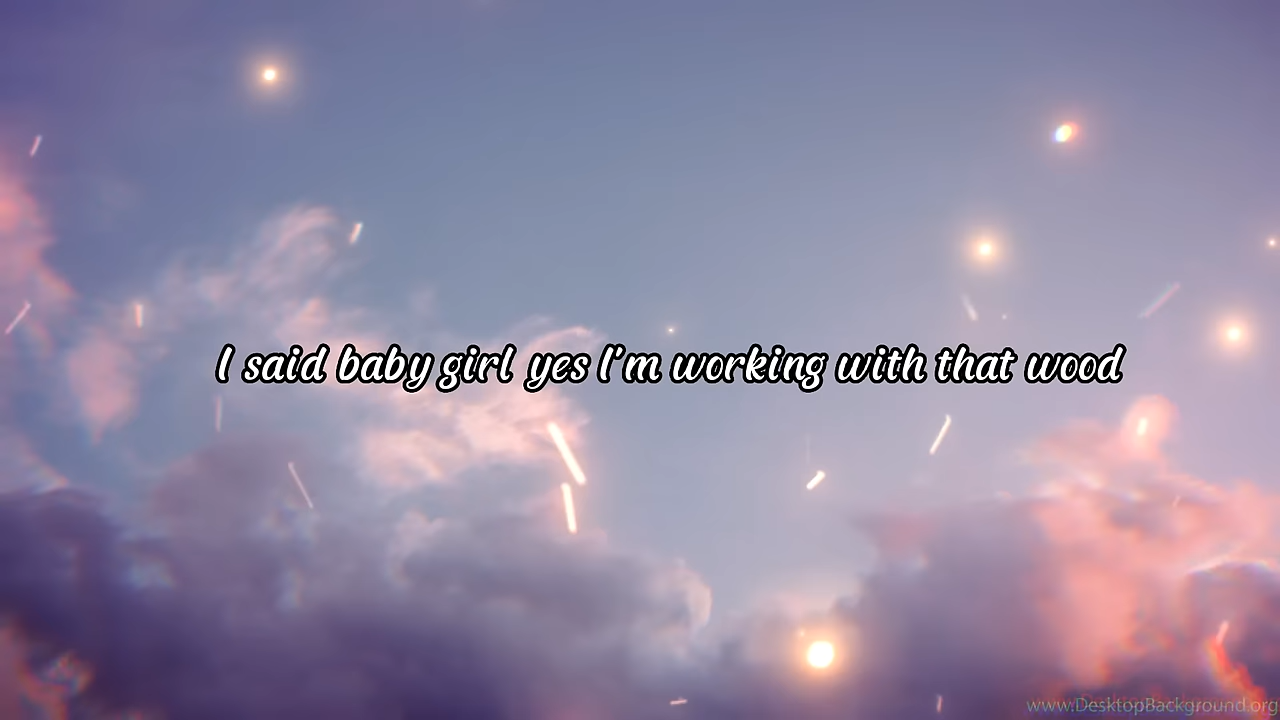 I said baby girl yes I'm working with that wood
www.DesktopBackground.org